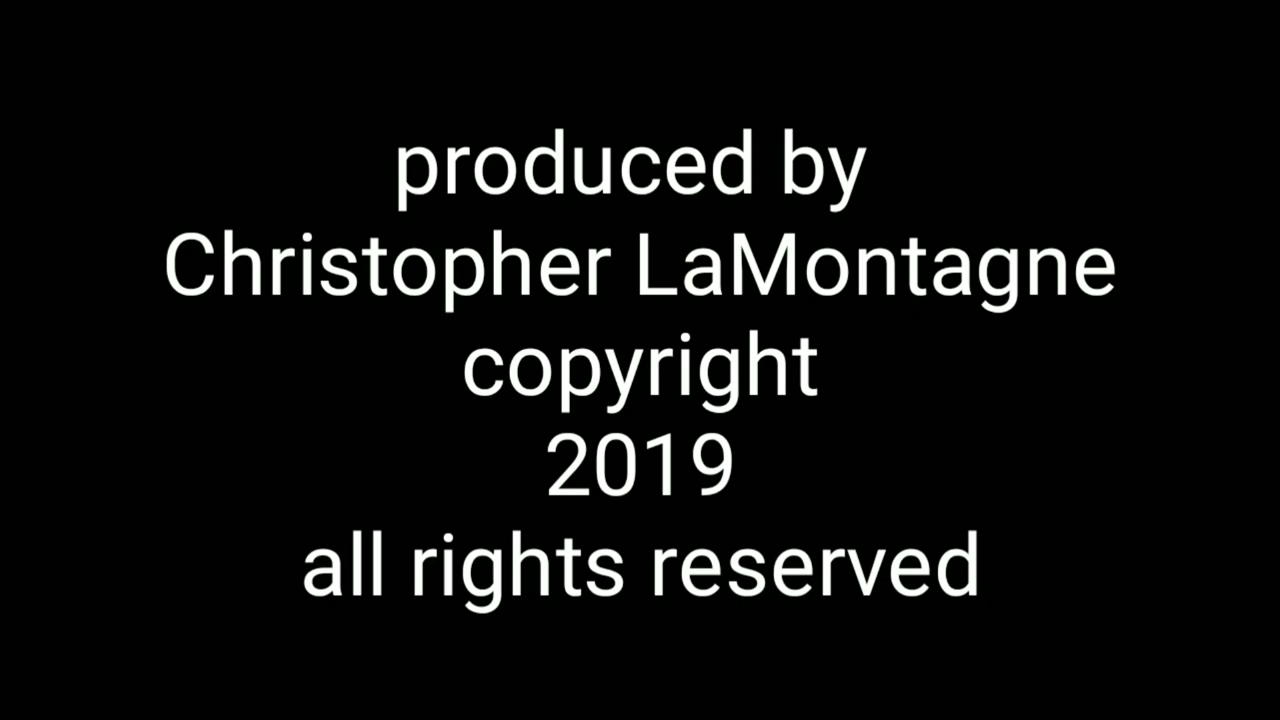 produced by
Christopher LaMontagne
copyright
2019
all rights reserved